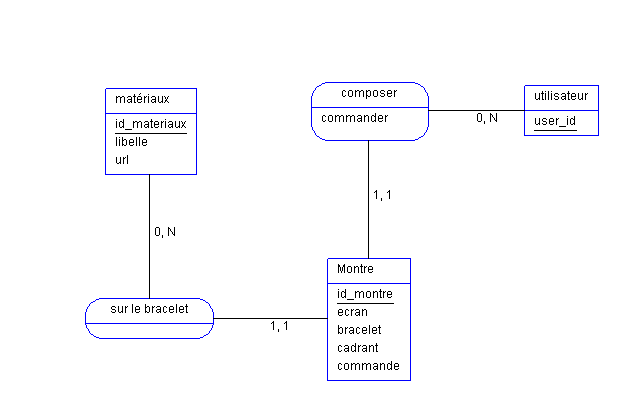 matériaux
id_materiaux
libelle
url
composer
commander
utilisateur
user_id
0, N
1, 1
0, N
sur le bracelet
1, 1
Montre
id_montre
ecran
bracelet
cadrant
commande